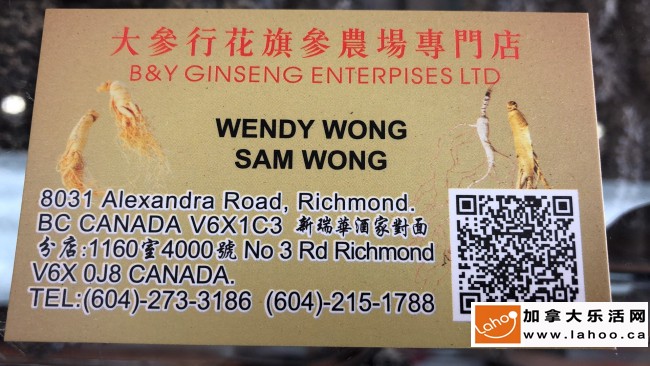 大參行花旗參農場專門店
B&Y GINSENG ENTERPISES LTD
WENDY WONG
SAM WONG
8031 Alexandra Road, Richmond.
BC CANADA V6X1C3 新瑞華酒家對面
分店:1160室4000號 No 3 Rd Richmond
V6X 0J8 CANADA.
TEL:(604)-273-3186 (604)-215-1788
Lahoo
加拿大乐活网
www.lahoo.ca